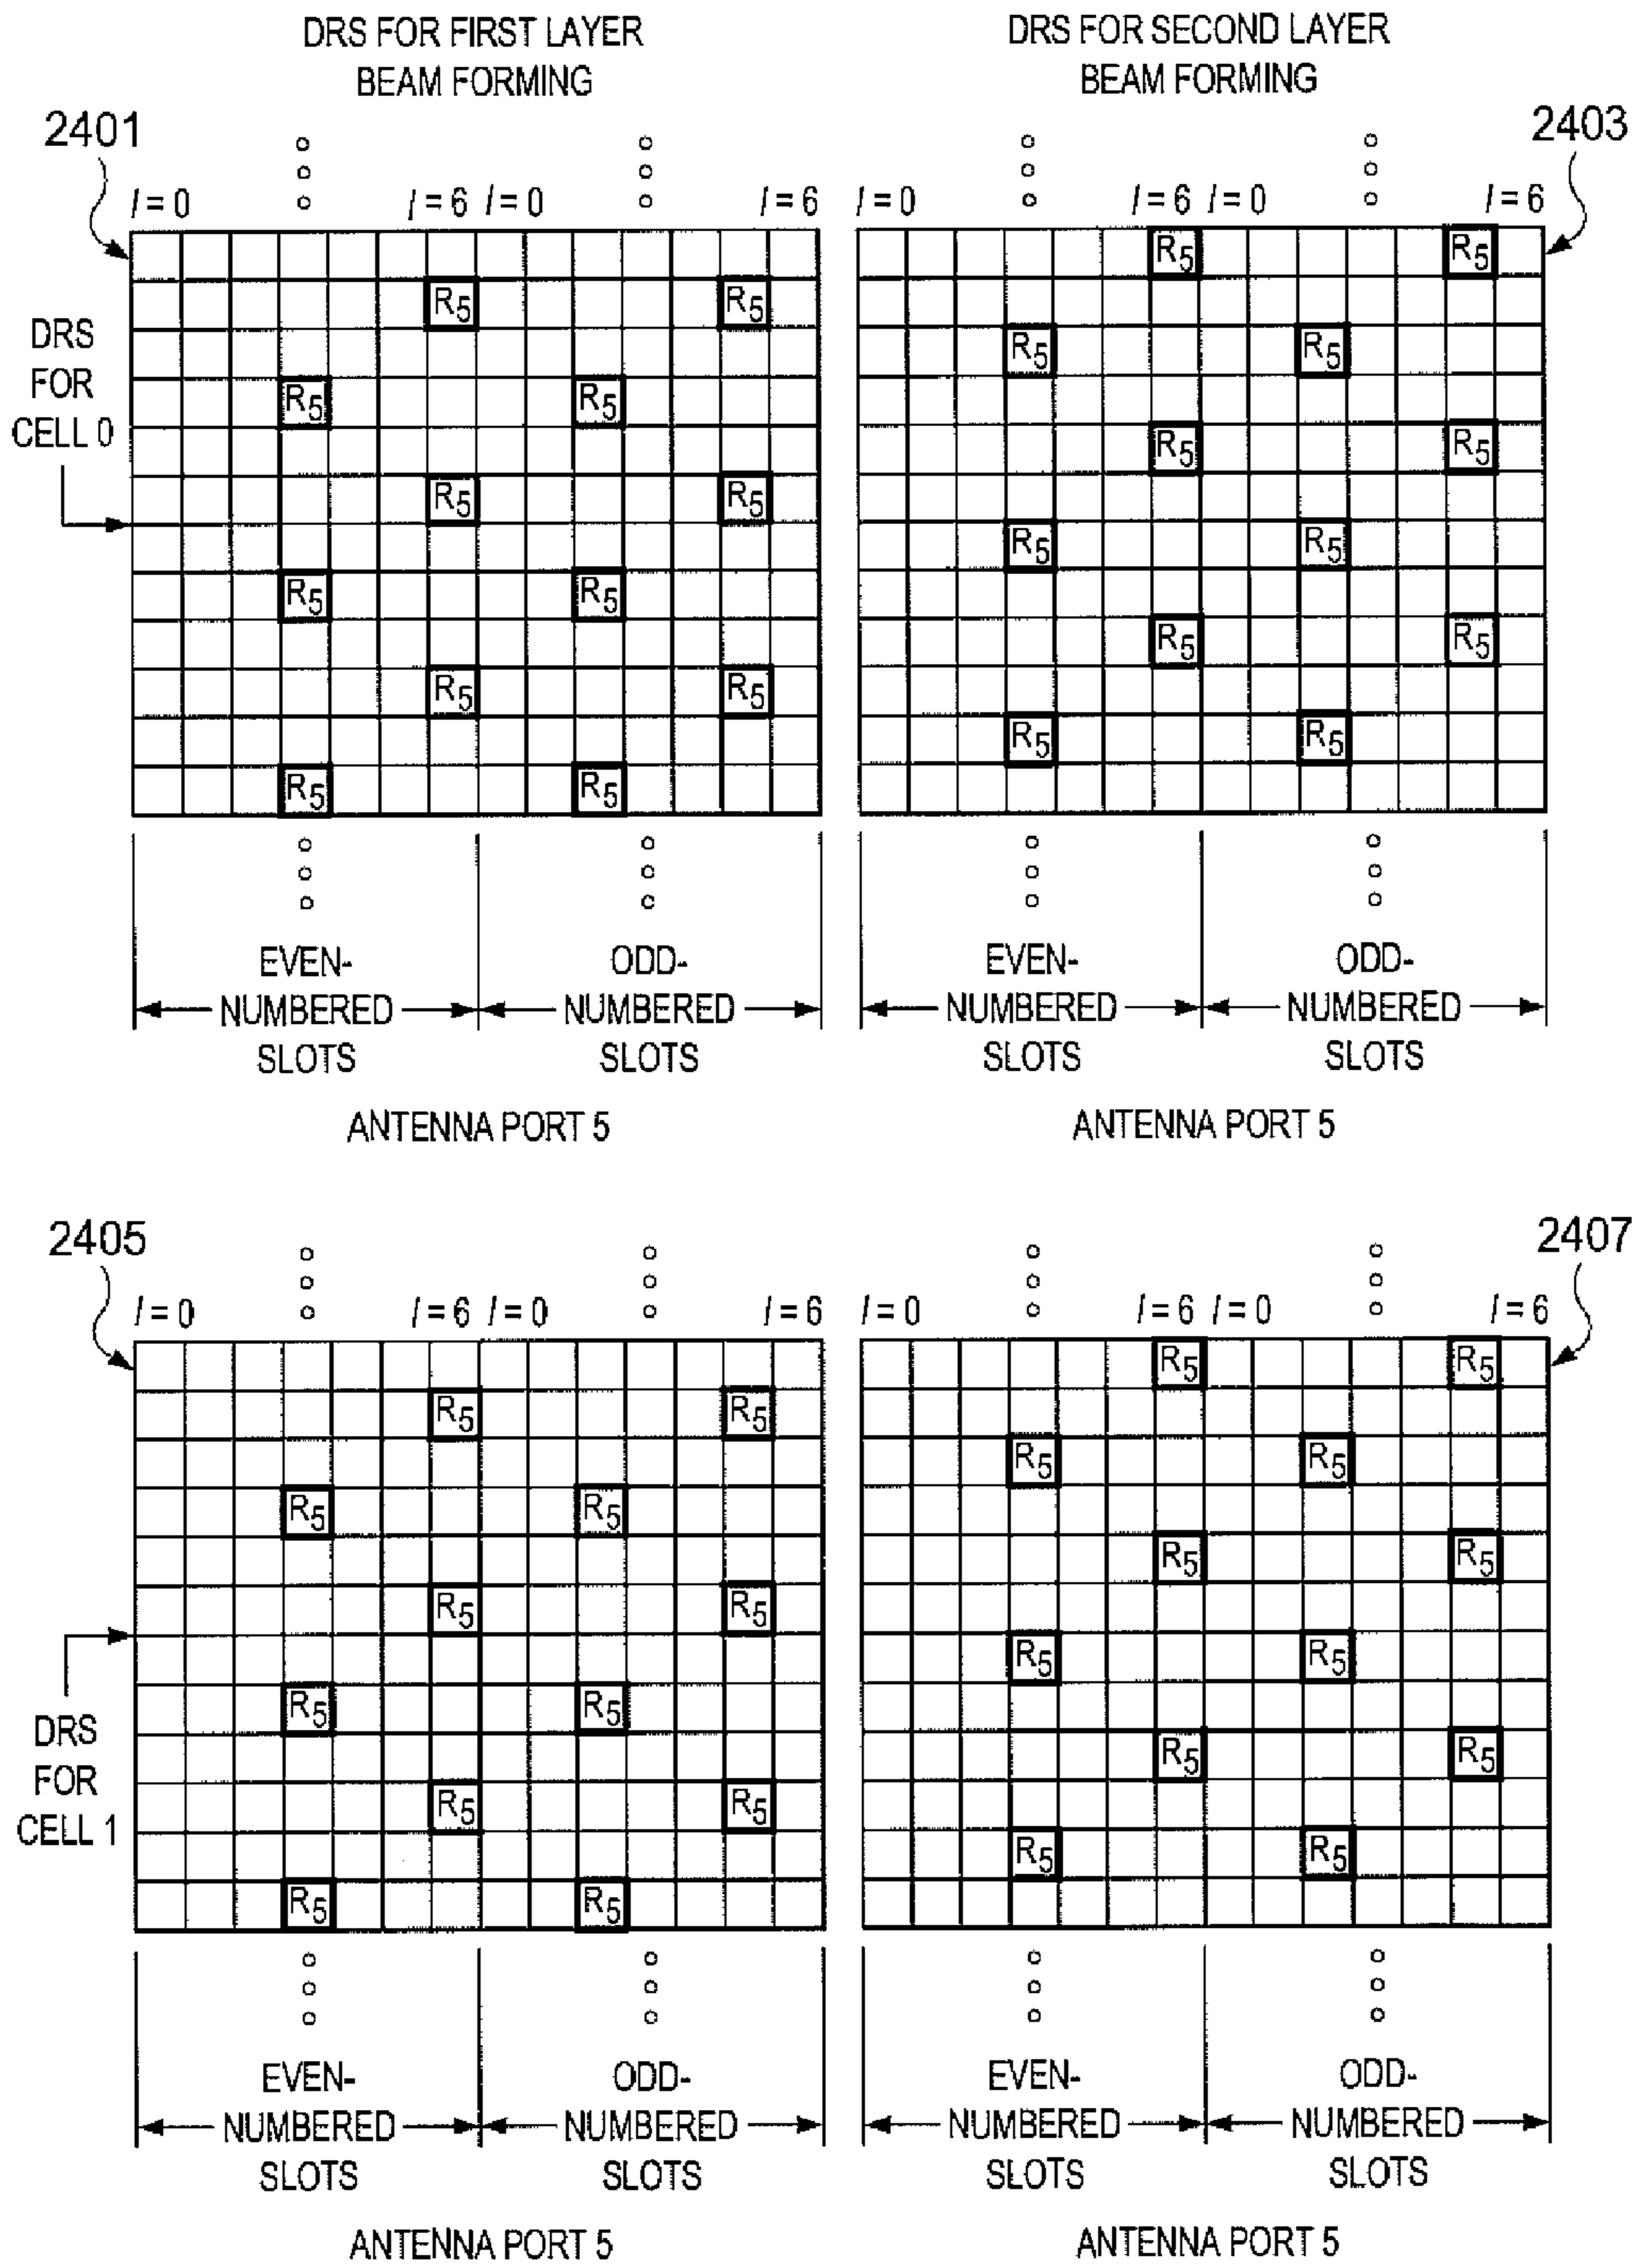 DRS FOR FIRST LAYER
BEAM FORMING
DRS FOR SECOND LAYER
BEAM FORMING
2401
2403
l = 0 l = 6 l = 0 l = 6
l = 0 l = 6 l = 0 l = 6
DRS
FOR
CELL 0
R5 R5
R5 R5
R5 R5
R5 R5
R5 R5
R5 R5
R5 R5
R5 R5
R5 R5
R5 R5
R5 R5
R5 R5
EVEN-
NUMBERED
SLOTS
ODD-
NUMBERED
SLOTS
EVEN-
NUMBERED
SLOTS
ODD-
NUMBERED
SLOTS
ANTENNA PORT 5
ANTENNA PORT 5
2405
2407
l = 0 l = 6 l = 0 l = 6
l = 0 l = 6 l = 0 l = 6
DRS
FOR
CELL 1
R5 R5
R5 R5
R5 R5
R5 R5
R5 R5
R5 R5
R5 R5
R5 R5
R5 R5
R5 R5
R5 R5
R5 R5
EVEN-
NUMBERED
SLOTS
ODD-
NUMBERED
SLOTS
EVEN-
NUMBERED
SLOTS
ODD-
NUMBERED
SLOTS
ANTENNA PORT 5
ANTENNA PORT 5